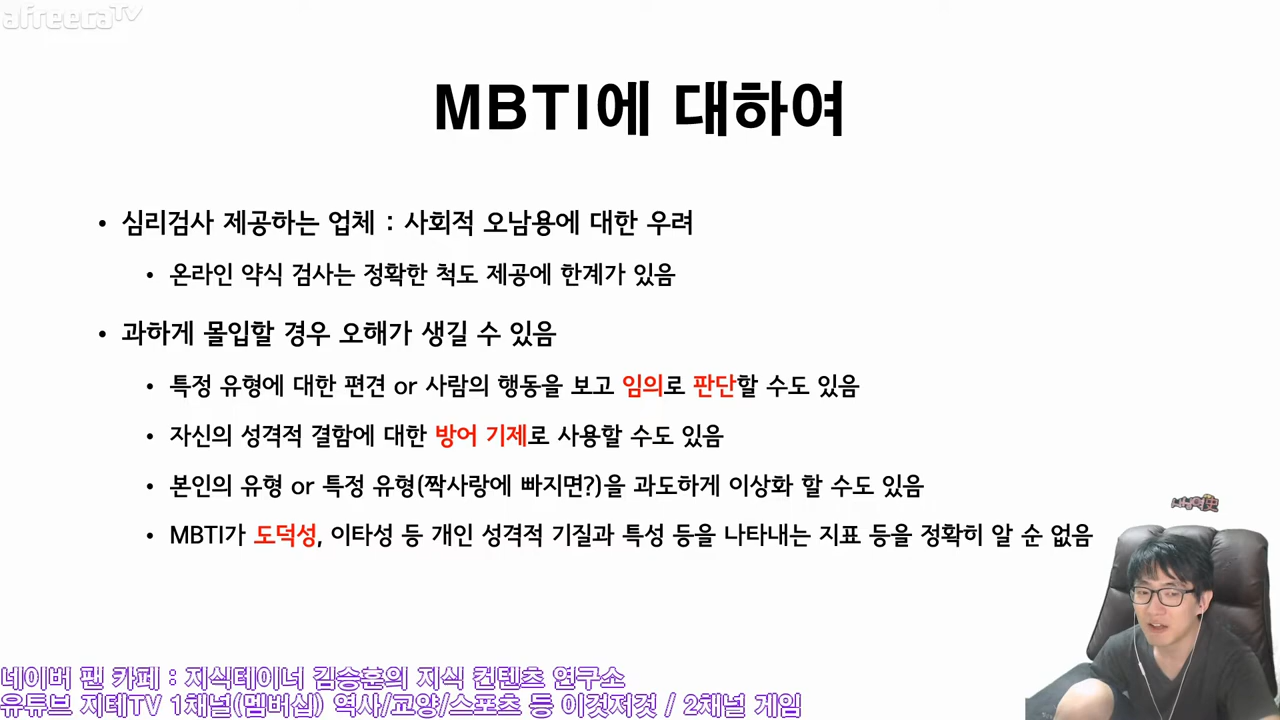 afreecaTV
MBTI에 대하여
• 심리검사 제공하는 업체 : 사회적 오남용에 대한 우려
• 온라인 약식 검사는 정확한 척도 제공에 한계가 있음
• 과하게 몰입할 경우 오해가 생길 수 있음
• 특정 유형에 대한 편견 or 사람의 행동을 보고 임의로 판단할 수도 있음
• 자신의 성격적 결함에 대한 방어 기제로 사용할 수도 있음
• 본인의 유형 or 특정 유형(짝사랑에 빠지면?)을 과도하게 이상화 할 수도 있음
• MBTI가 도덕성, 이타성 등 개인 성격적 기질과 특성 등을 나타내는 지표 등을 정확히 알 순 없음
네이버 팬 카페 : 지식테이너 김승훈의 지식 컨텐츠 연구소
유튜브 지테TV 1채널(멤버십) 역사/교양/스포츠 등 이것저것 / 2채널 게임